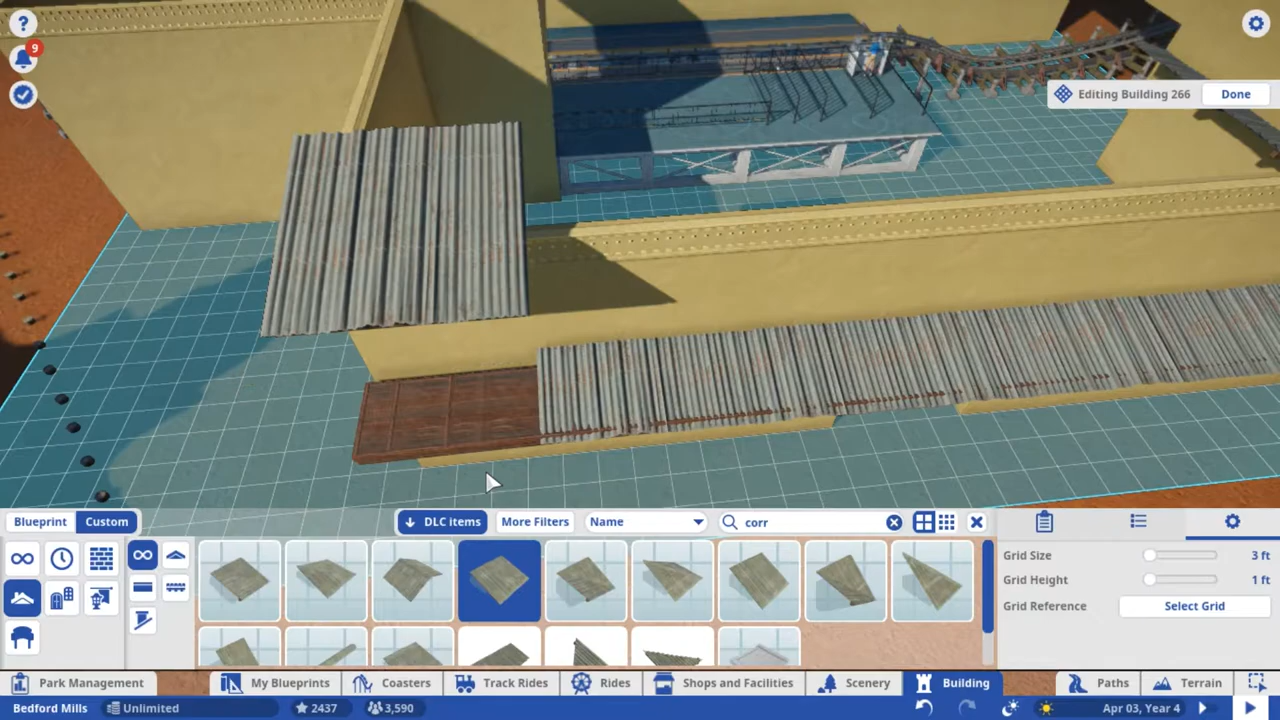 ?
9
Editing Building 266
Done
Blueprint
Custom
DLC items
More Filters
Name
corr
Grid Size
3 ft
Grid Height
1 ft
Grid Reference
Select Grid
Park Management
My Blueprints
Coasters
Track Rides
Rides
Shops and Facilities
Scenery
Building
Paths
Terrain
Bedford Mills
Unlimited
2437
3,590
Apr 03, Year 4